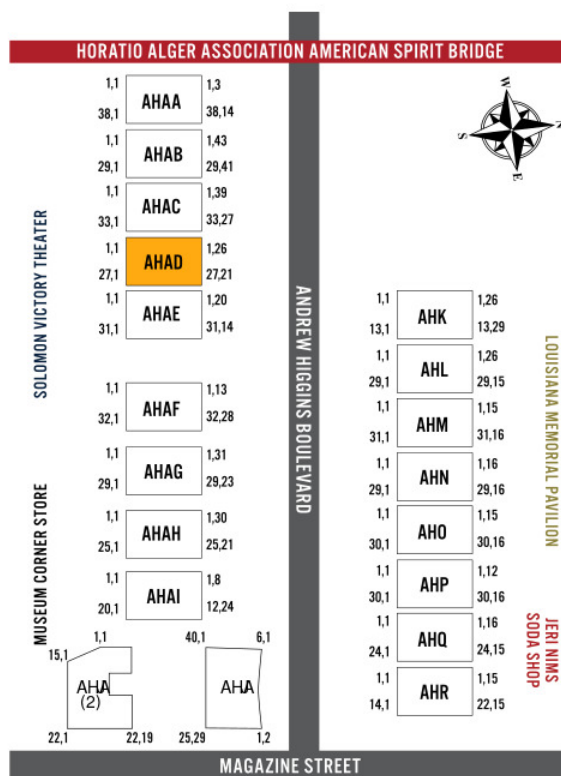 HORATIO ALGER ASSOCIATION AMERICAN SPIRIT BRIDGE
W
S
N
E
1,1 AHAA 1,3
38,1 38,14
1,1 AHAB 1,43
29,1 29,41
1,1 AHAC 1,39
33,1 33,27
1,1 AHAD 1,26
27,1 27,21
1,1 AHAE 1,20
31,1 31,14
1,1 AHAF 1,13
32,1 32,28
1,1 AHAG 1,31
29,1 29,23
1,1 AHAH 1,30
25,1 25,21
1,1 AHAI 1,8
20,1 12,24
1,1
15,1
AHA
(2)
22,1 22,19
40,1 6,1
AHA
25,29 1,2
SOLOMON VICTORY THEATER
MUSEUM CORNER STORE
ANDREW HIGGINS BOULEVARD
1,1 AHK 1,26
13,1 13,29
1,1 AHL 1,26
29,1 29,15
1,1 AHM 1,15
31,1 31,16
1,1 AHN 1,16
29,1 29,16
1,1 AHO 1,15
30,1 30,16
1,1 AHP 1,12
30,1 30,16
1,1 AHQ 1,16
24,1 24,15
1,1 AHR 1,15
14,1 22,15
LOUISIANA MEMORIAL PAVILION
JERI NIMS
SODA SHOP
MAGAZINE STREET